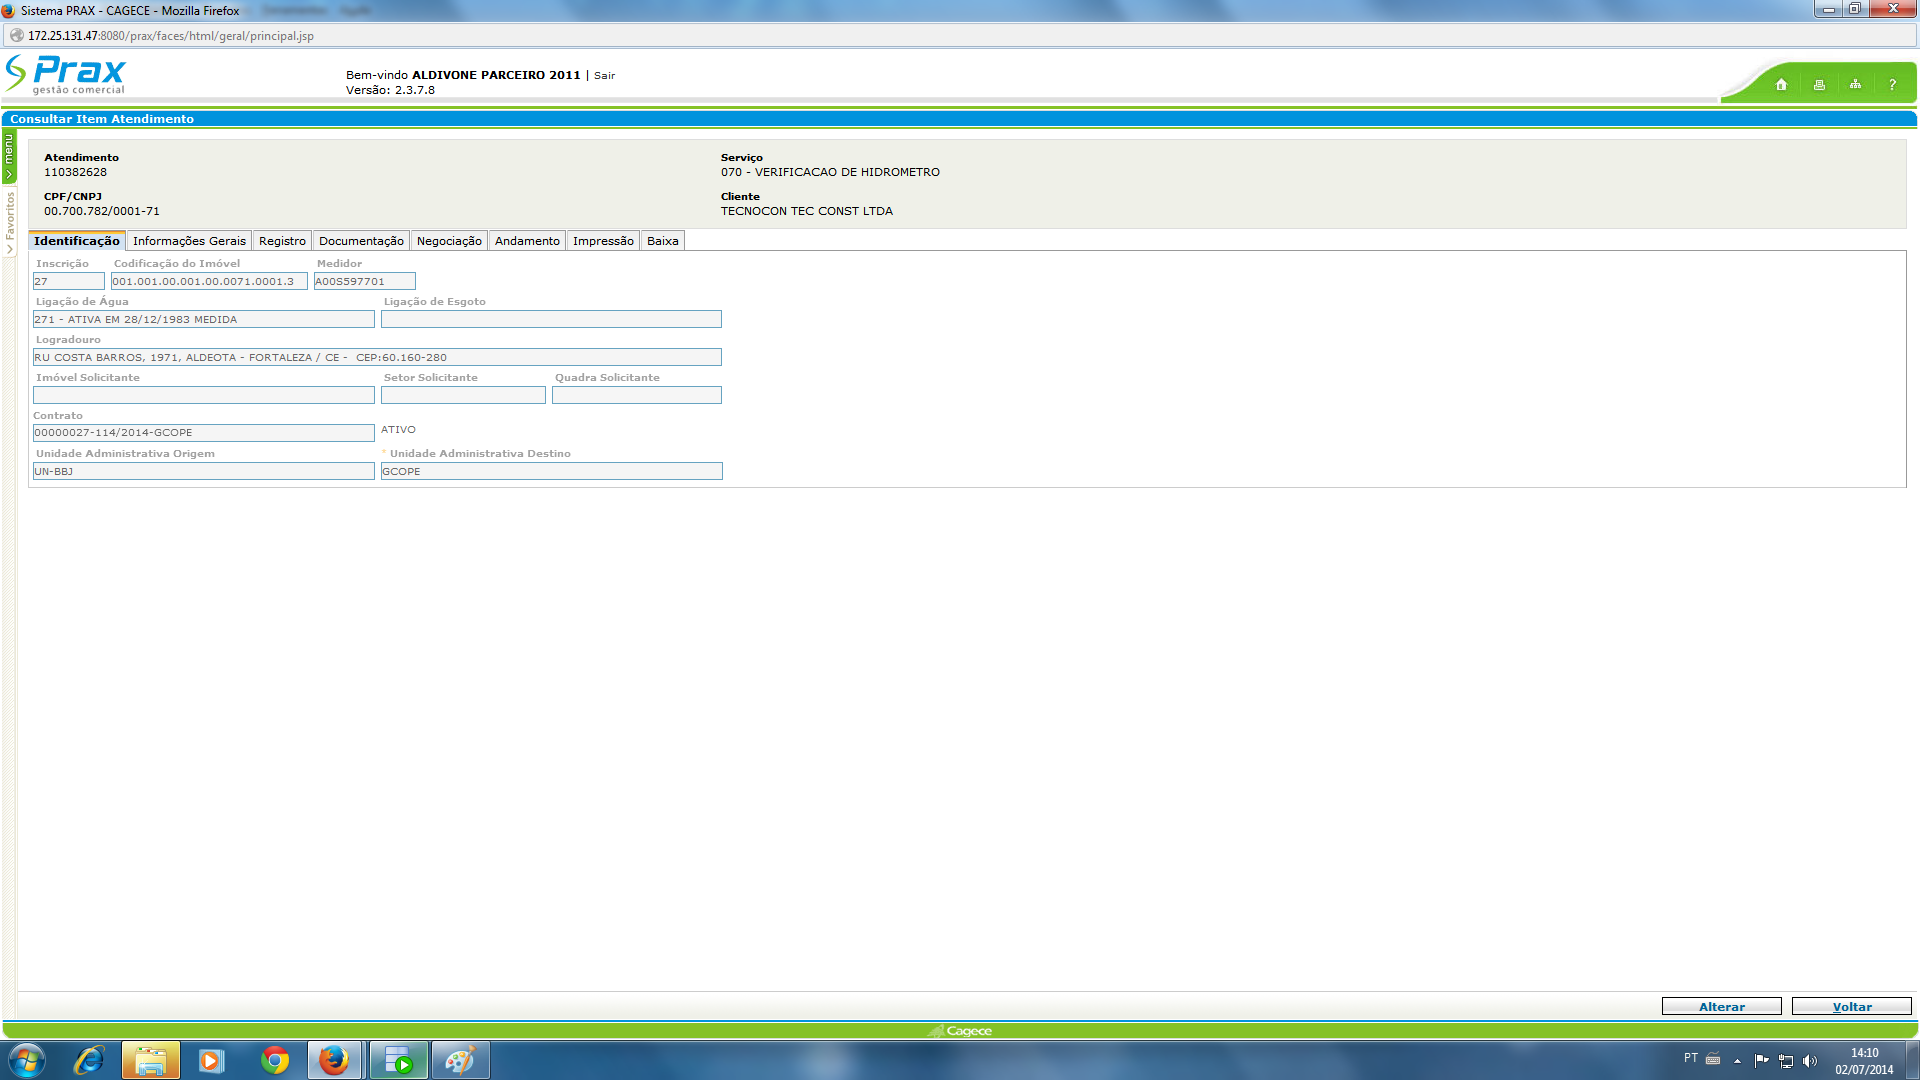 Sistema PRAX - CAGECE - Mozilla Firefox
172.25.131.47:8080/prax/faces/html/geral/principal.jsp
Prax
gestão comercial
Bem-vindo ALDIVONE PARCEIRO 2011 | Sair
Versão: 2.3.7.8
?
Consultar Item Atendimento
menu
Favoritos
Atendimento
110382628
Serviço
070 - VERIFICACAO DE HIDROMETRO
CPF/CNPJ
00.700.782/0001-71
Cliente
TECNOCON TEC CONST LTDA
Identificação Informações Gerais Registro Documentação Negociação Andamento Impressão Baixa
Inscrição Codificação do Imóvel Medidor
27 001.001.00.001.00.0071.0001.3 A00S597701
Ligação de Água Ligação de Esgoto
271 - ATIVA EM 28/12/1983 MEDIDA
Logradouro
RU COSTA BARROS, 1971, ALDEOTA - FORTALEZA / CE - CEP:60.160-280
Imóvel Solicitante Setor Solicitante Quadra Solicitante
Contrato
00000027-114/2014-GCOPE ATIVO
Unidade Administrativa Origem * Unidade Administrativa Destino
UN-BBJ GCOPE
Alterar Voltar
Cagece
PT
14:10
02/07/2014